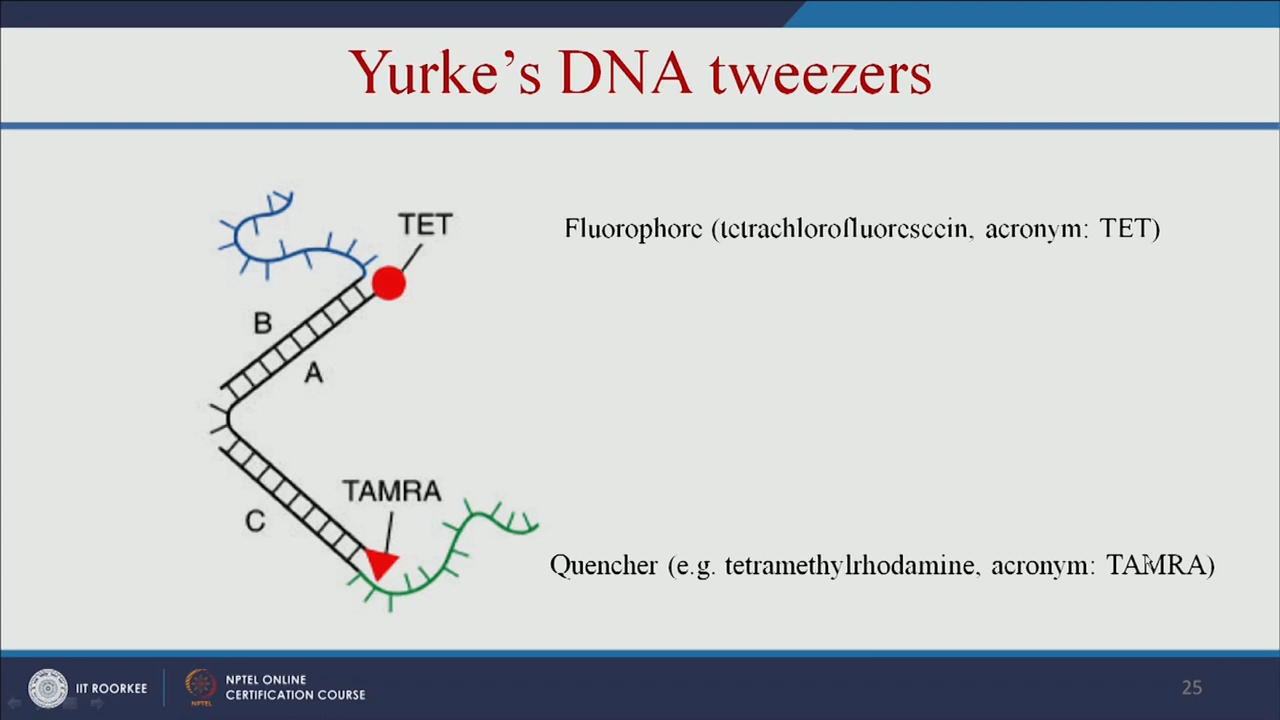 Yurke's DNA tweezers
TET
Fluorophore (tetrachlorofluorescein, acronym: TET)
B
A
TAMRA
C
Quencher (e.g. tetramethylrhodamine, acronym: TAMRA)
IIT ROORKEE
NPTEL
NPTEL ONLINE
CERTIFICATION COURSE
25